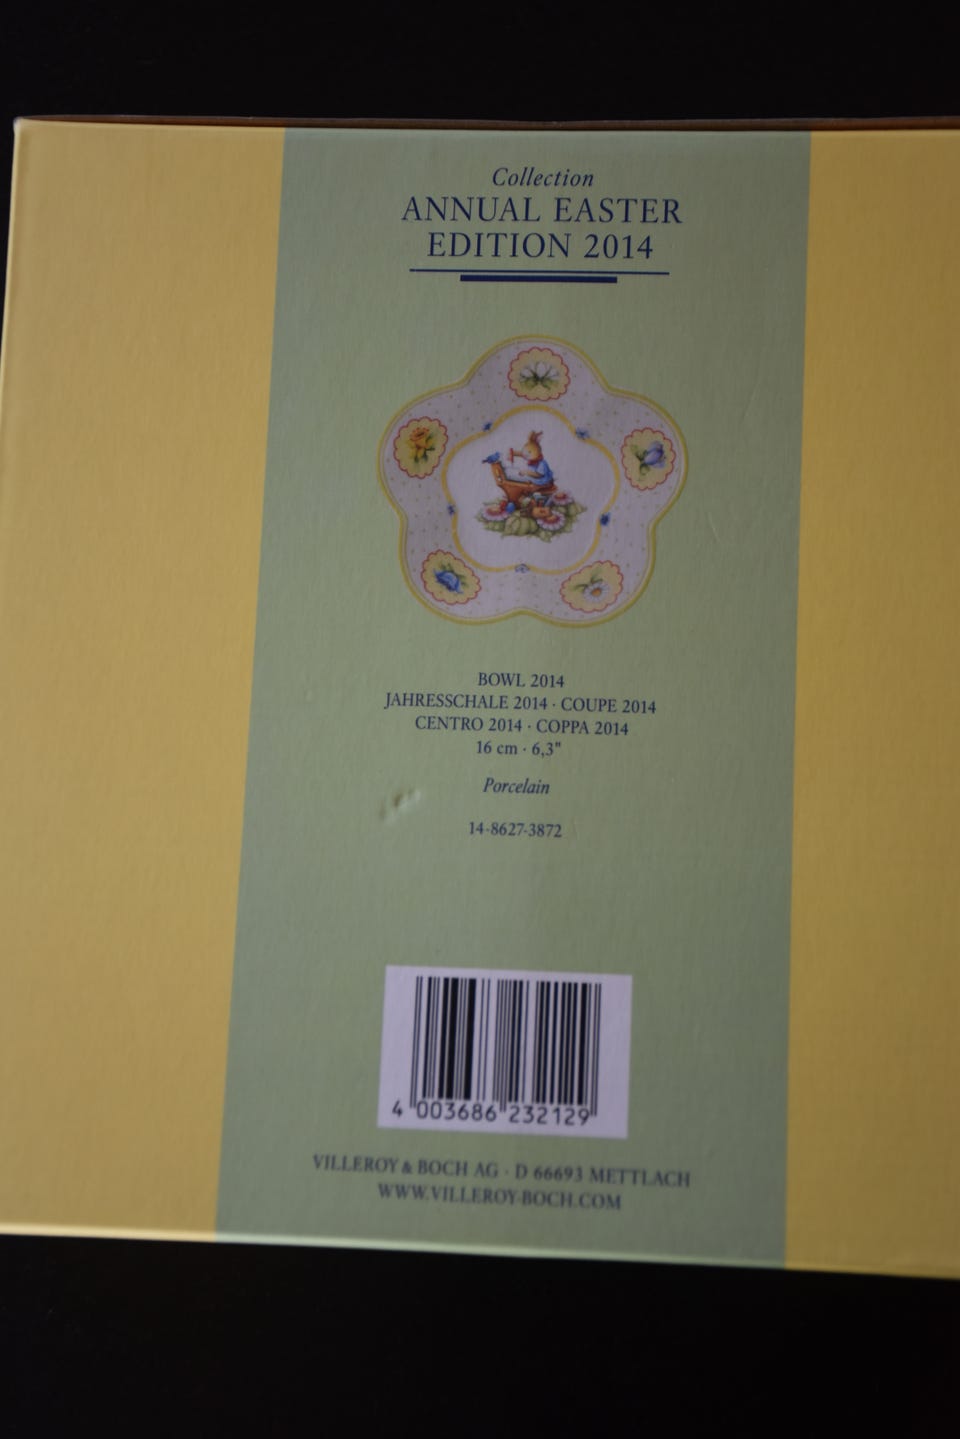 Collection
ANNUAL EASTER
EDITION 2014
BOWL 2014
JAHRESSCHALE 2014 · COUPE 2014
CENTRO 2014 · COPPA 2014
16 cm · 6,3"
Porcelain
14-8627-3872
4 003686 232129
VILLEROY & BOCH AG · D 66693 METTLACH
WWW.VILLEROY-BOCH.COM